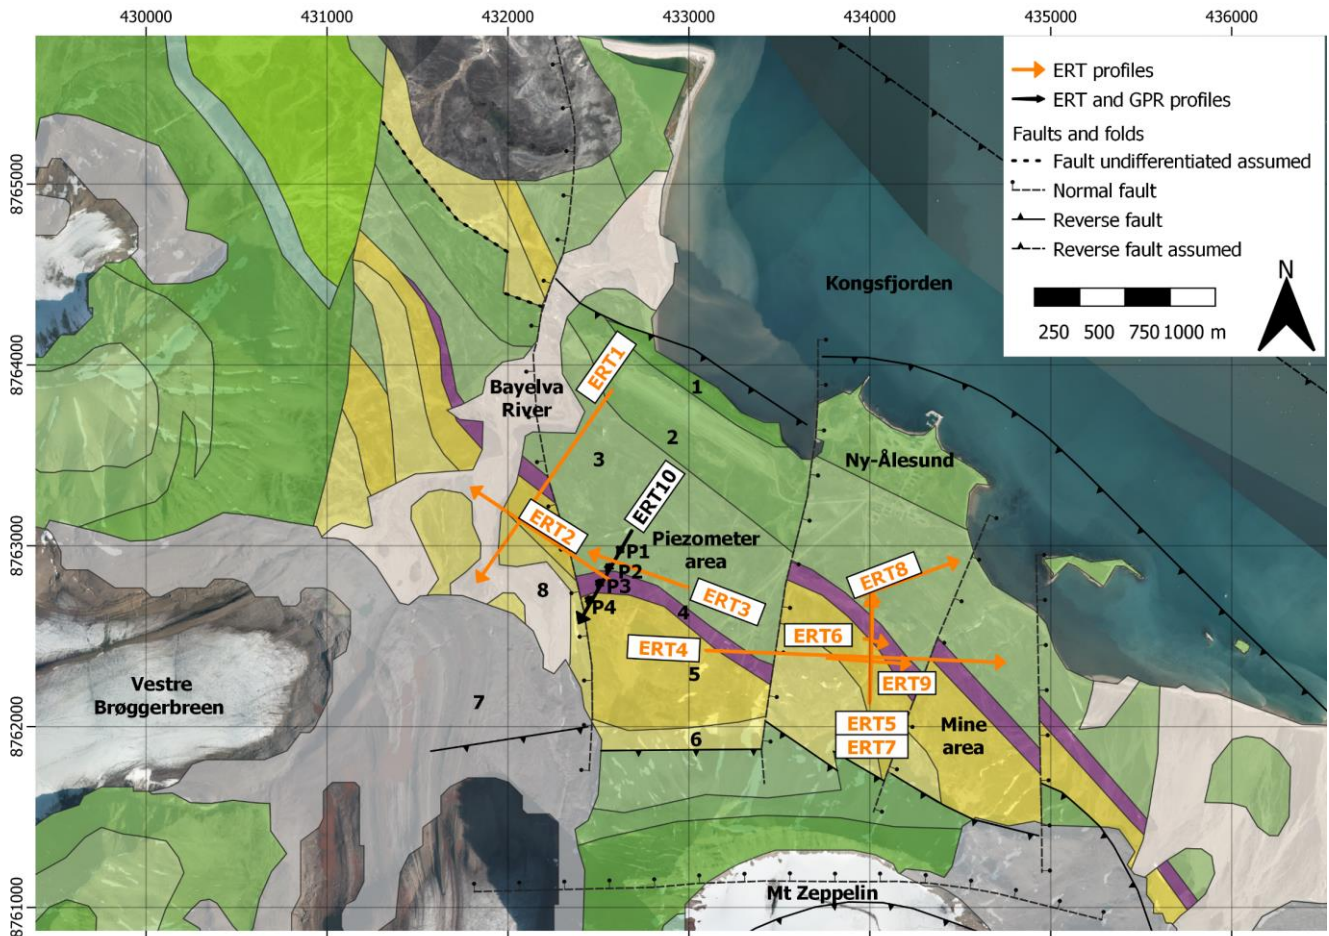 430000 431000 432000 433000 434000 435000 436000
8765000
8764000
8763000
8762000
8761000
ERT profiles
ERT and GPR profiles
Faults and folds
Fault undifferentiated assumed
Normal fault
Reverse fault
Reverse fault assumed
N
250 500 750 1000 m
Kongsfjorden
ERT1
1
Bayelva
River
2
3
Ny-Ålesund
ERT10
ERT2
Piezometer
area
P1
P2
P3
P4
8
ERT3
ERT8
4
ERT4
ERT6
5
ERT9
Vestre
Brøggerbreen
7
6
ERT5
ERT7
Mine
area
Mt Zeppelin